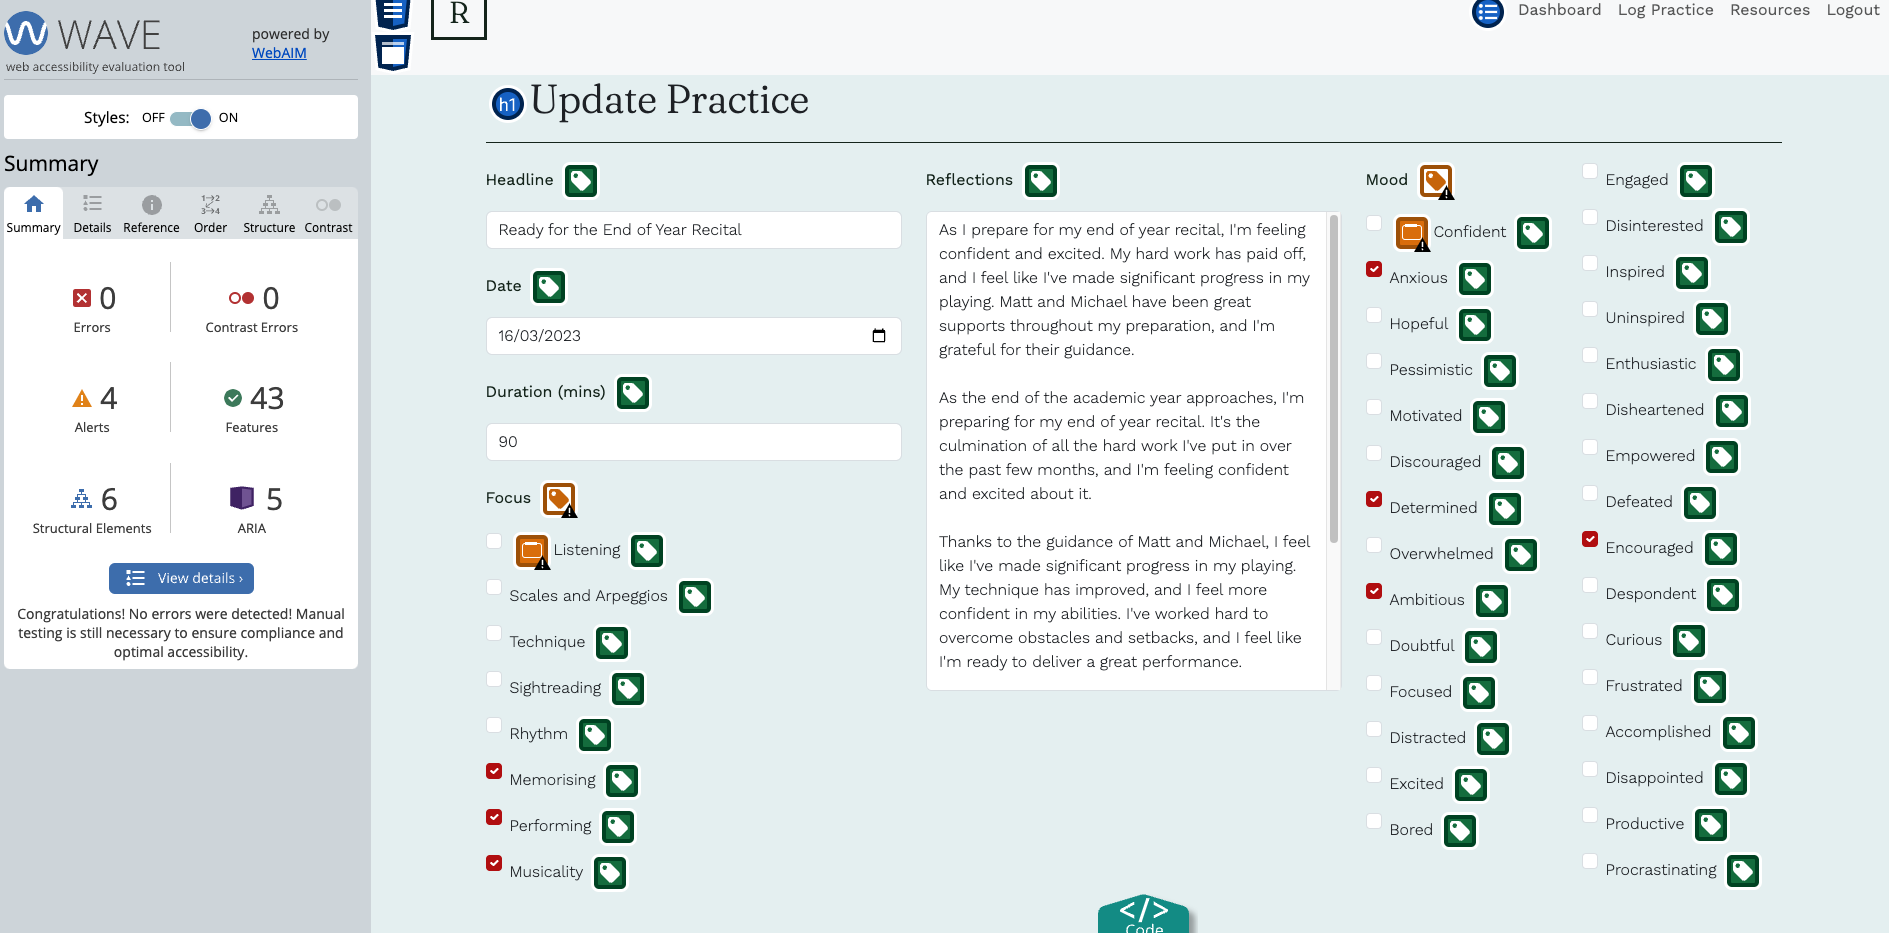 WAVE
web accessibility evaluation tool
powered by
WebAIM
Styles: OFF ON
Summary
Summary Details Reference Order Structure Contrast
0
Errors
0
Contrast Errors
4
Alerts
43
Features
6
Structural Elements
5
ARIA
View details ›
Congratulations! No errors were detected! Manual
testing is still necessary to ensure compliance and
optimal accessibility.
R
Dashboard Log Practice Resources Logout
h1 Update Practice
Headline
Ready for the End of Year Recital
Date
16/03/2023
Duration (mins)
90
Focus
Listening
Scales and Arpeggios
Technique
Sightreading
Rhythm
Memorising
Performing
Musicality
Reflections
As I prepare for my end of year recital, I'm feeling
confident and excited. My hard work has paid off,
and I feel like I've made significant progress in my
playing. Matt and Michael have been great
supports throughout my preparation, and I'm
grateful for their guidance.
As the end of the academic year approaches, I'm
preparing for my end of year recital. It's the
culmination of all the hard work I've put in over
the past few months, and I'm feeling confident
and excited about it.
Thanks to the guidance of Matt and Michael, I feel
like I've made significant progress in my playing.
My technique has improved, and I feel more
confident in my abilities. I've worked hard to
overcome obstacles and setbacks, and I feel like
I'm ready to deliver a great performance.
Mood
Confident
Anxious
Hopeful
Pessimistic
Motivated
Discouraged
Determined
Overwhelmed
Ambitious
Doubtful
Focused
Distracted
Excited
Bored
Engaged
Disinterested
Inspired
Uninspired
Enthusiastic
Disheartened
Empowered
Defeated
Encouraged
Despondent
Curious
Frustrated
Accomplished
Disappointed
Productive
Procrastinating
</>
Code